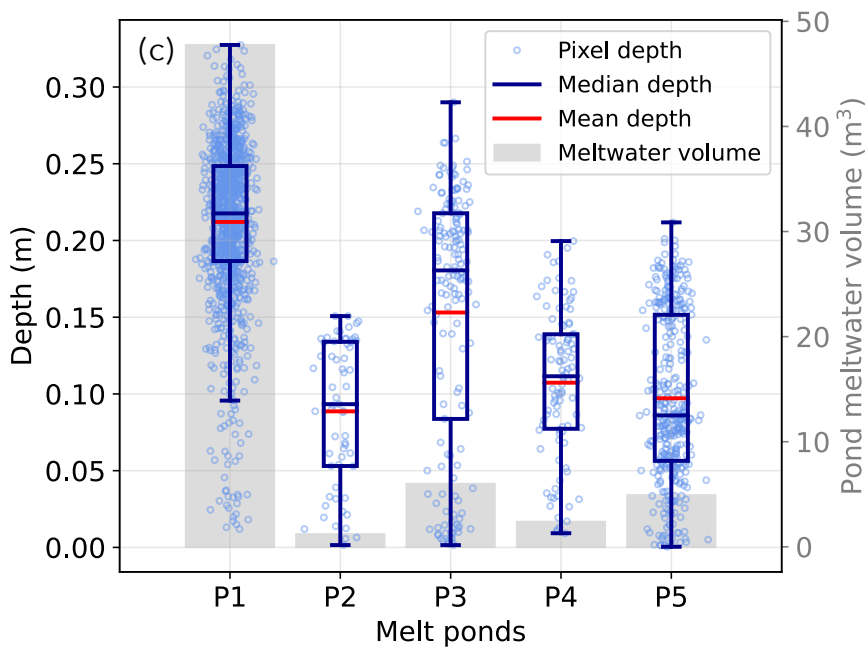 (c)
Pixel depth
Median depth
Mean depth
Meltwater volume
Depth (m)
0.30
0.25
0.20
0.15
0.10
0.05
0.00
50
40
30
20
10
0
Pond meltwater volume (m³)
P1 P2 P3 P4 P5
Melt ponds